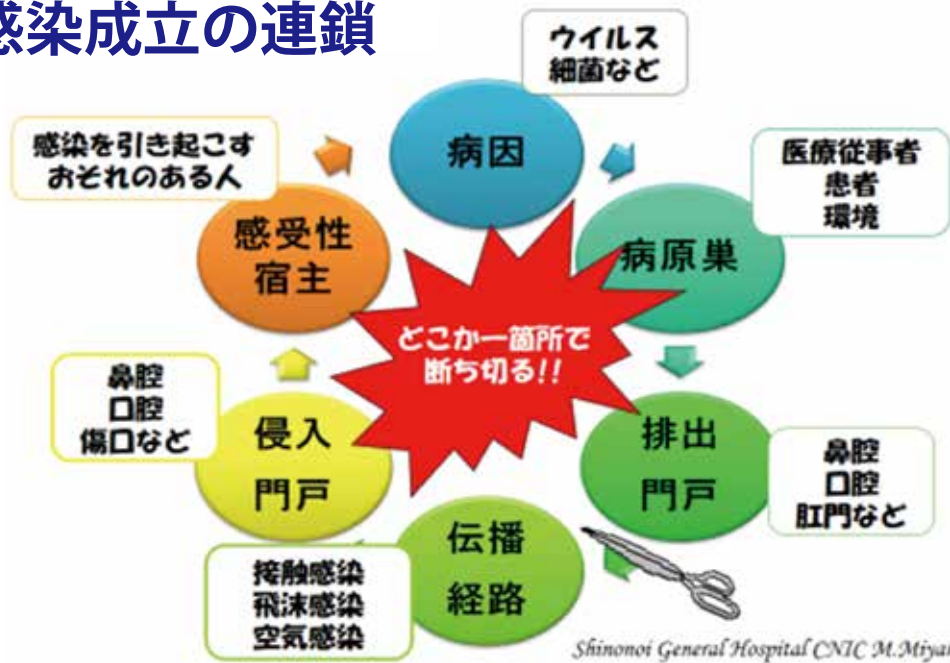 感染成立の連鎖
ウイルス
細菌など
病因
医療従事者
患者
環境
病原巣
排出
門戸
鼻腔
口腔
肛門など
伝播
経路
接触感染
飛沫感染
空気感染
侵入
門戸
鼻腔
口腔
傷口など
感受性
宿主
感染を引き起こす
おそれのある人
どこか一箇所で
断ち切る!!
Shinonoi General Hospital CNIC M.Miya